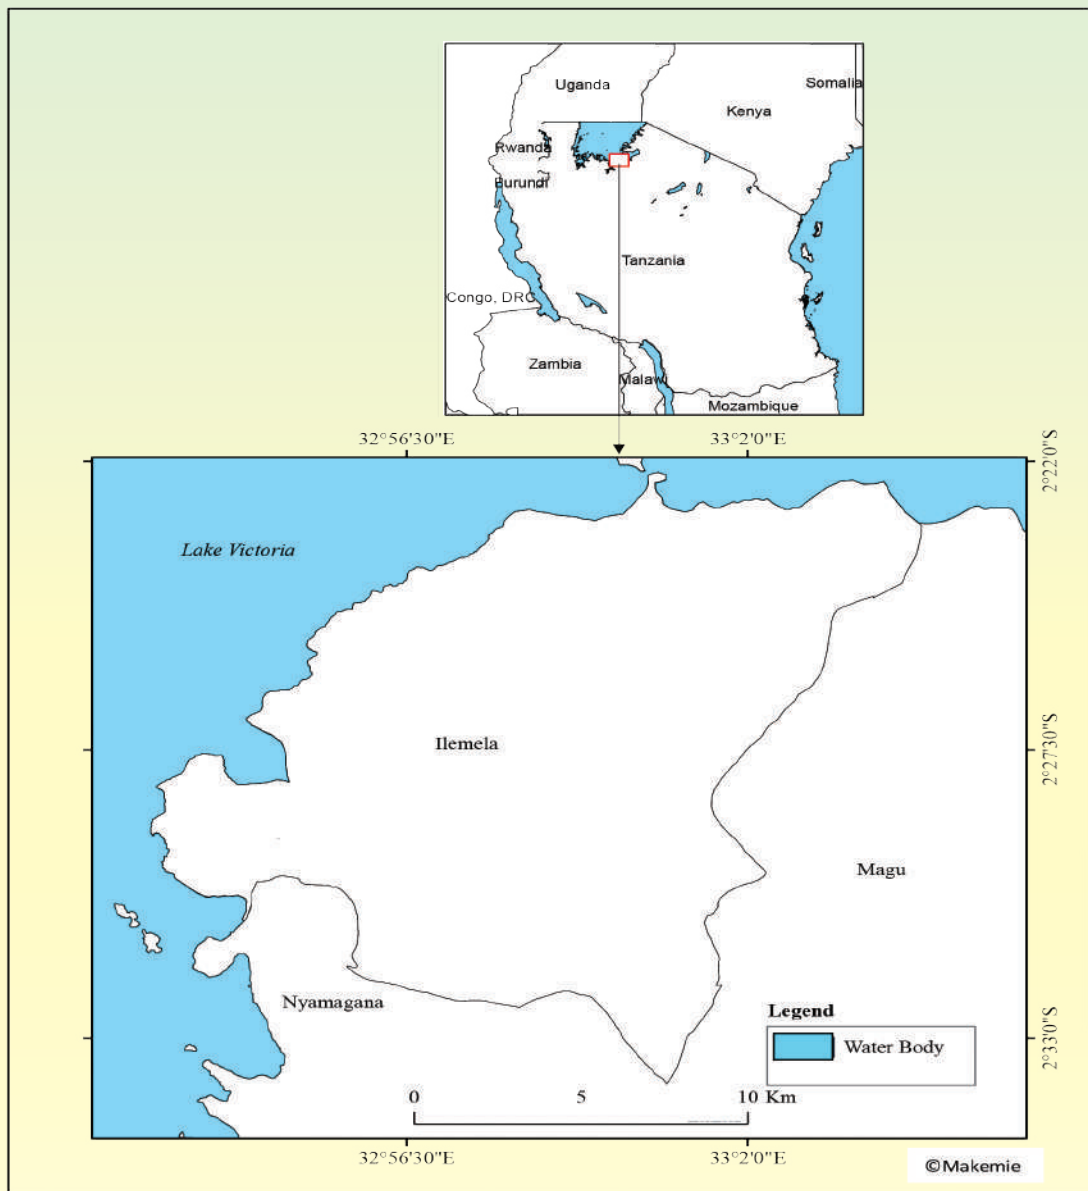 Uganda
Somalia
Kenya
Rwanda
Burundi
Tanzania
Congo, DRC
Zambia
Malawi
Mozambique
32°56'30"E
33°2'0"E
2°22'0"S
Lake Victoria
Ilemela
2°27'30"S
Magu
Nyamagana
Legend
Water Body
2°33'0"S
0
5
10 Km
32°56'30"E
33°2'0"E
©Makemie